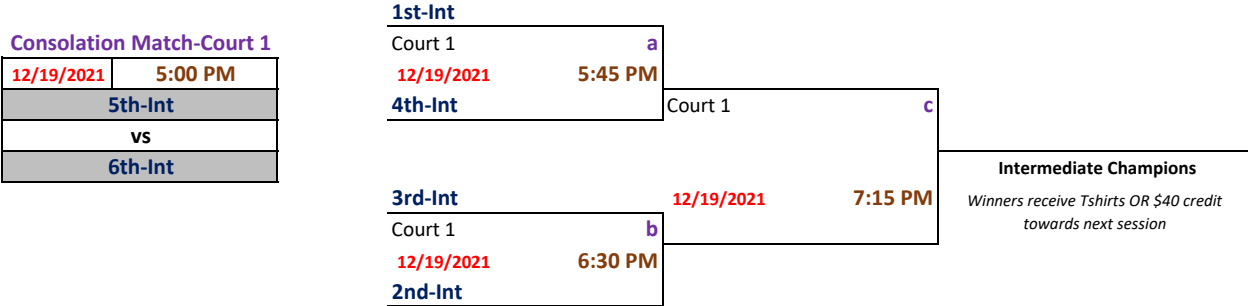 Consolation Match-Court 1
12/19/2021 5:00 PM
5th-Int
vs
6th-Int
1st-Int
Court 1 a
12/19/2021 5:45 PM
4th-Int
Court 1 c
3rd-Int
12/19/2021 7:15 PM
Court 1 b
12/19/2021 6:30 PM
2nd-Int
Intermediate Champions
Winners receive Tshirts OR $40 credit
towards next session